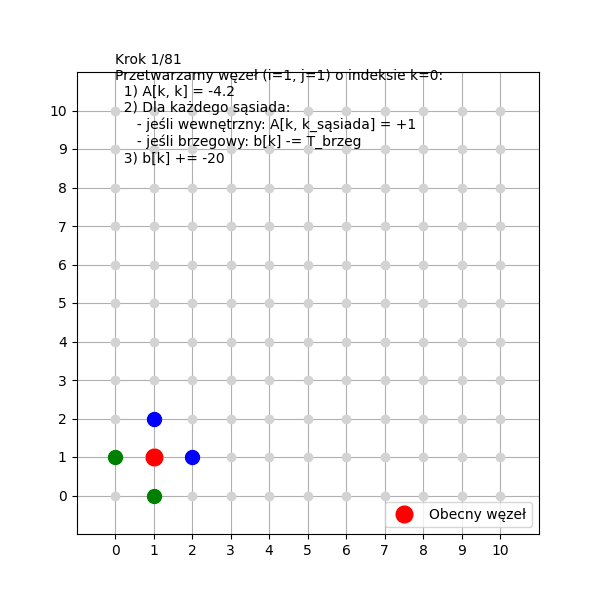 Krok 1/81
Przetwarzamy węzeł (i=1, j=1) o indeksie k=0:
1) A[k, k] = -4.2
2) Dla każdego sąsiada:
- jeśli wewnętrzny: A[k, k_sąsiada] = +1
- jeśli brzegowy: b[k] -= T_brzeg
3) b[k] += -20
10
9
8
7
6
5
4
3
2
1
0
Obecny węzeł
0 1 2 3 4 5 6 7 8 9 10